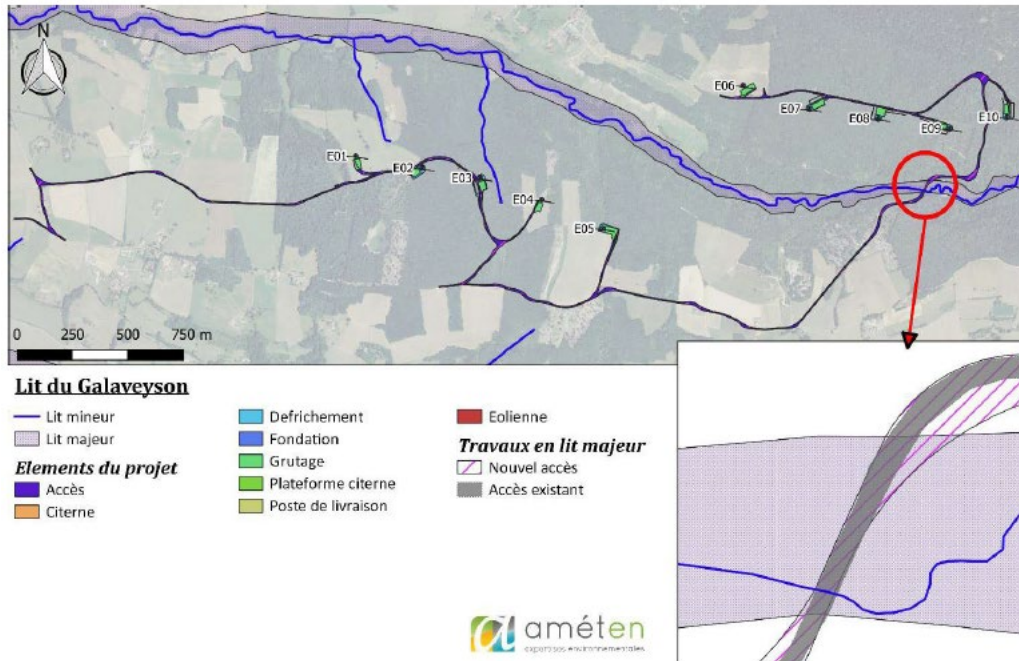 N
E01
E02
E03
E04
E05
E06
E07
E08
E09
E10
0 250 500 750 m
Lit du Galaveyson
Lit mineur
Lit majeur
Elements du projet
Accès
Citerne
Defrichement
Fondation
Grutage
Plateforme citerne
Poste de livraison
Eolienne
Travaux en lit majeur
Nouvel accès
Accès existant
améten
expertises environnementales